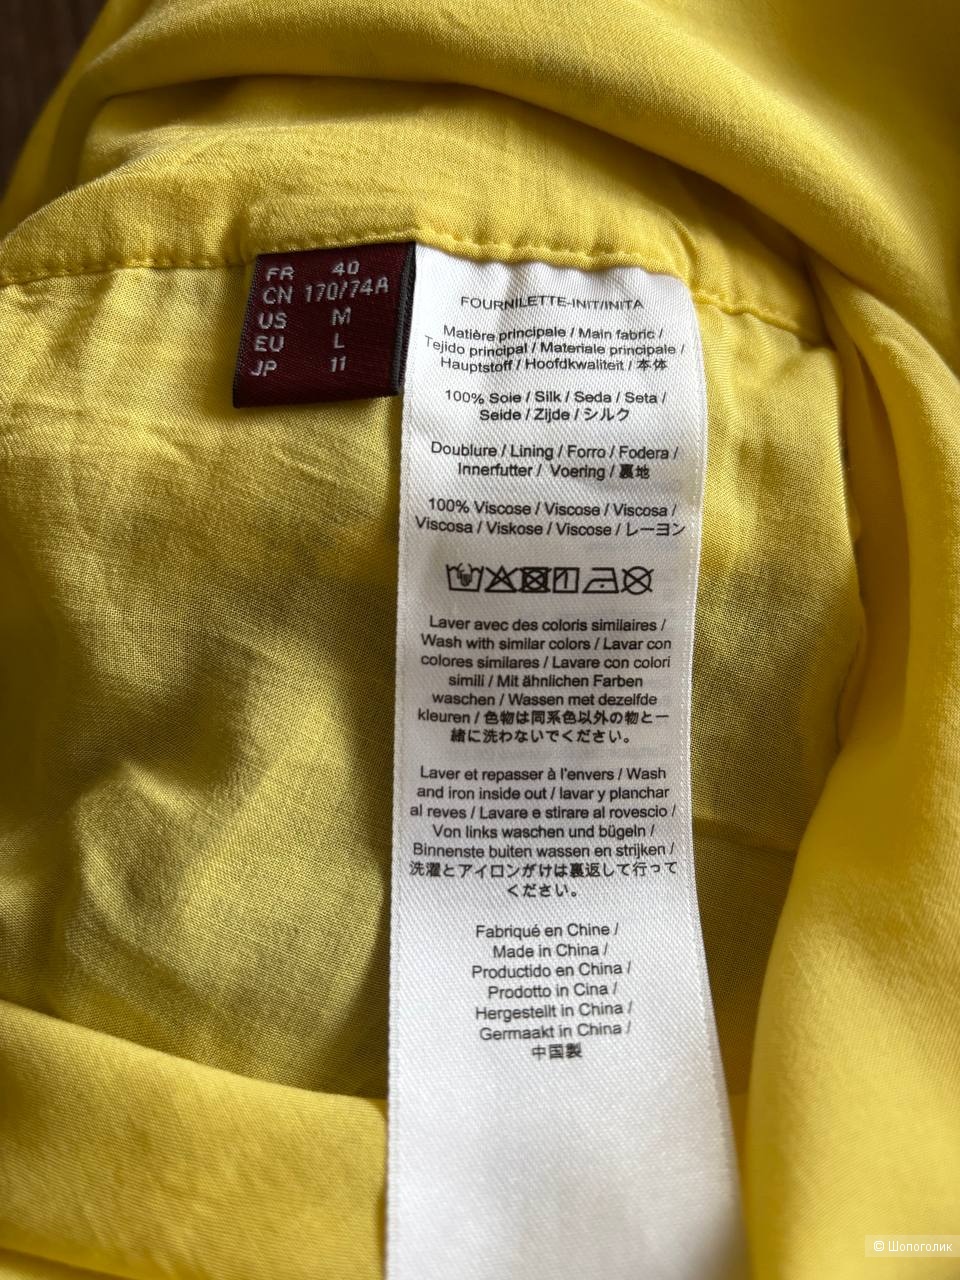 FR 40
CN 170/74A
US M
EU L
JP 11
FOURNILETTE-INIT/INITA
Matière principale / Main fabric /
Tejido principal / Materiale principale /
Hauptstoff / Hoofdkwaliteit / 本体
100% Soie / Silk / Seda / Seta /
Seide / Zijde / シルク
Doublure / Lining / Forro / Fodera /
Innerfutter / Voering / 裏地
100% Viscose / Viscose / Viscosa /
Viscosa / Viskose / Viscose / レーヨン
Laver avec des coloris similaires /
Wash with similar colors / Lavar con
colores similares / Lavare con colori
simili / Mit ähnlichen Farben
waschen / Wassen met dezelfde
kleuren / 色物は同系色以外の物と一
緒に洗わないでください。
Laver et repasser à l'envers / Wash
and iron inside out / lavar y planchar
al reves / Lavare e stirare al rovescio /
Von links waschen und bügeln /
Binnenste buiten wassen en strijken /
洗濯とアイロンがけは裏返して行って
ください。
Fabriqué en Chine /
Made in China /
Productido en China /
Prodotto in Cina /
Hergestellt in China /
Germaakt in China /
中国製
© Шопоголик